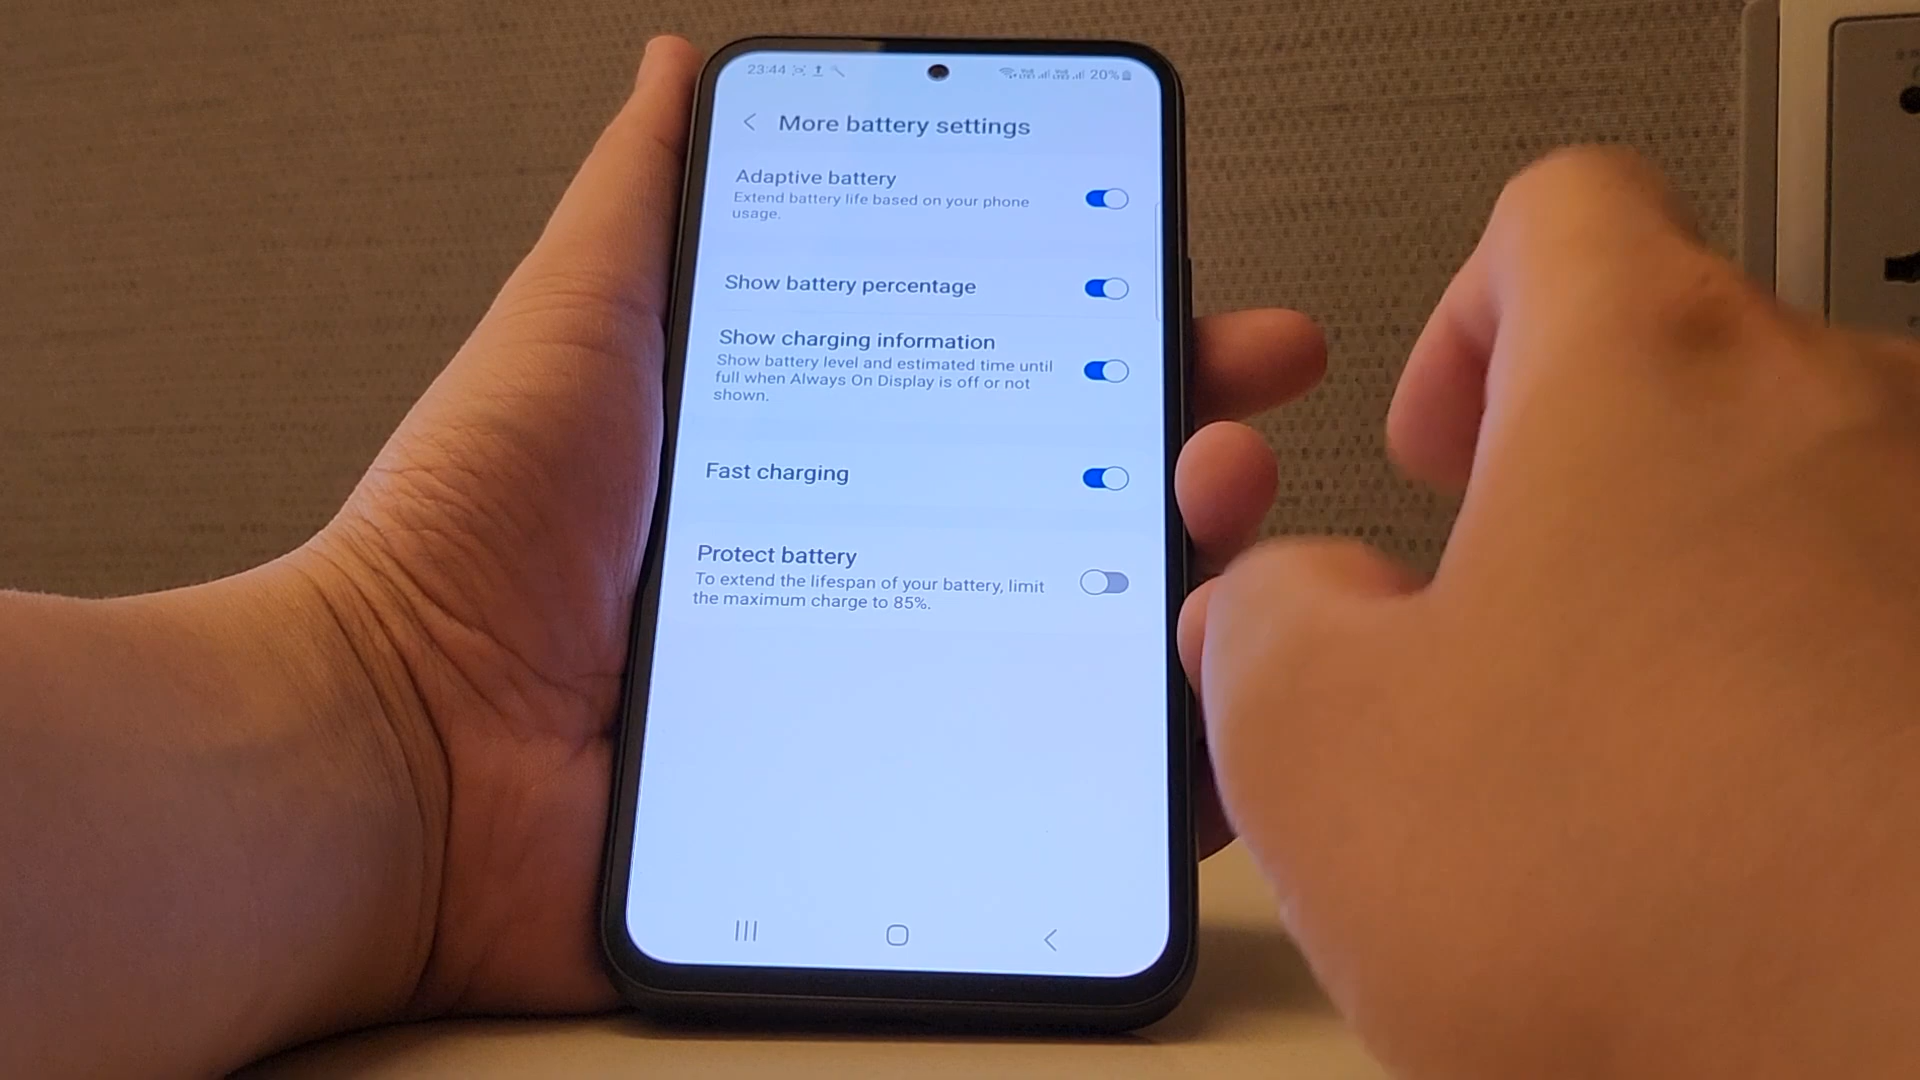 23:44
20%
More battery settings
Adaptive battery
Extend battery life based on your phone
usage.
Show battery percentage
Show charging information
Show battery level and estimated time until
full when Always On Display is off or not
shown.
Fast charging
Protect battery
To extend the lifespan of your battery, limit
the maximum charge to 85%.